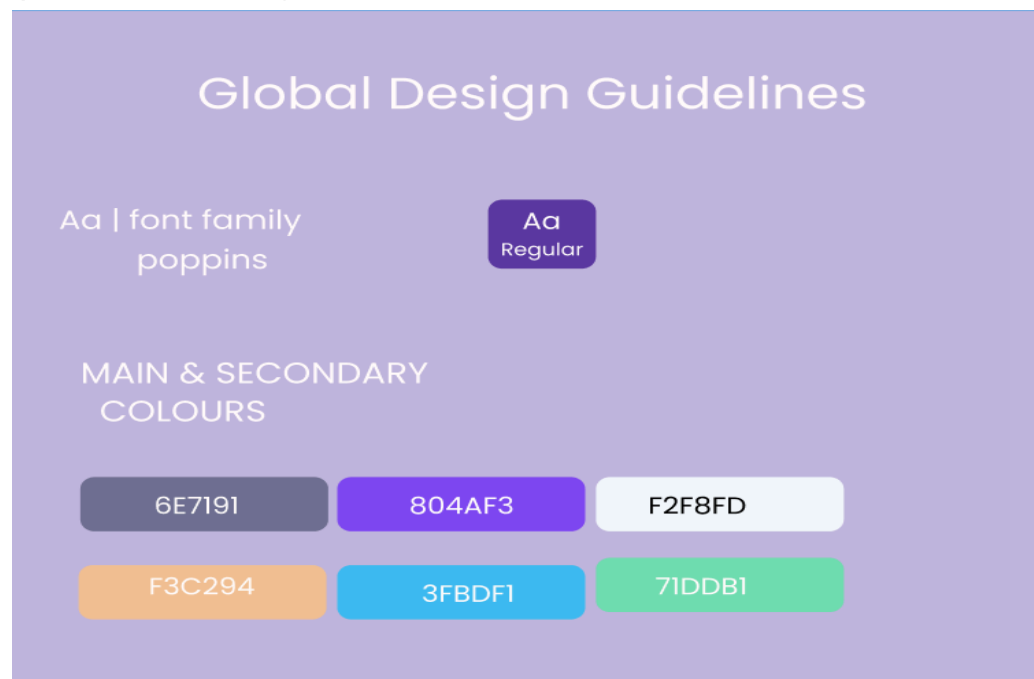 Global Design Guidelines
Aa | font family
poppins
Aa
Regular
MAIN & SECONDARY
COLOURS
6E7191
804AF3
F2F8FD
F3C294
3FBDF1
71DDB1